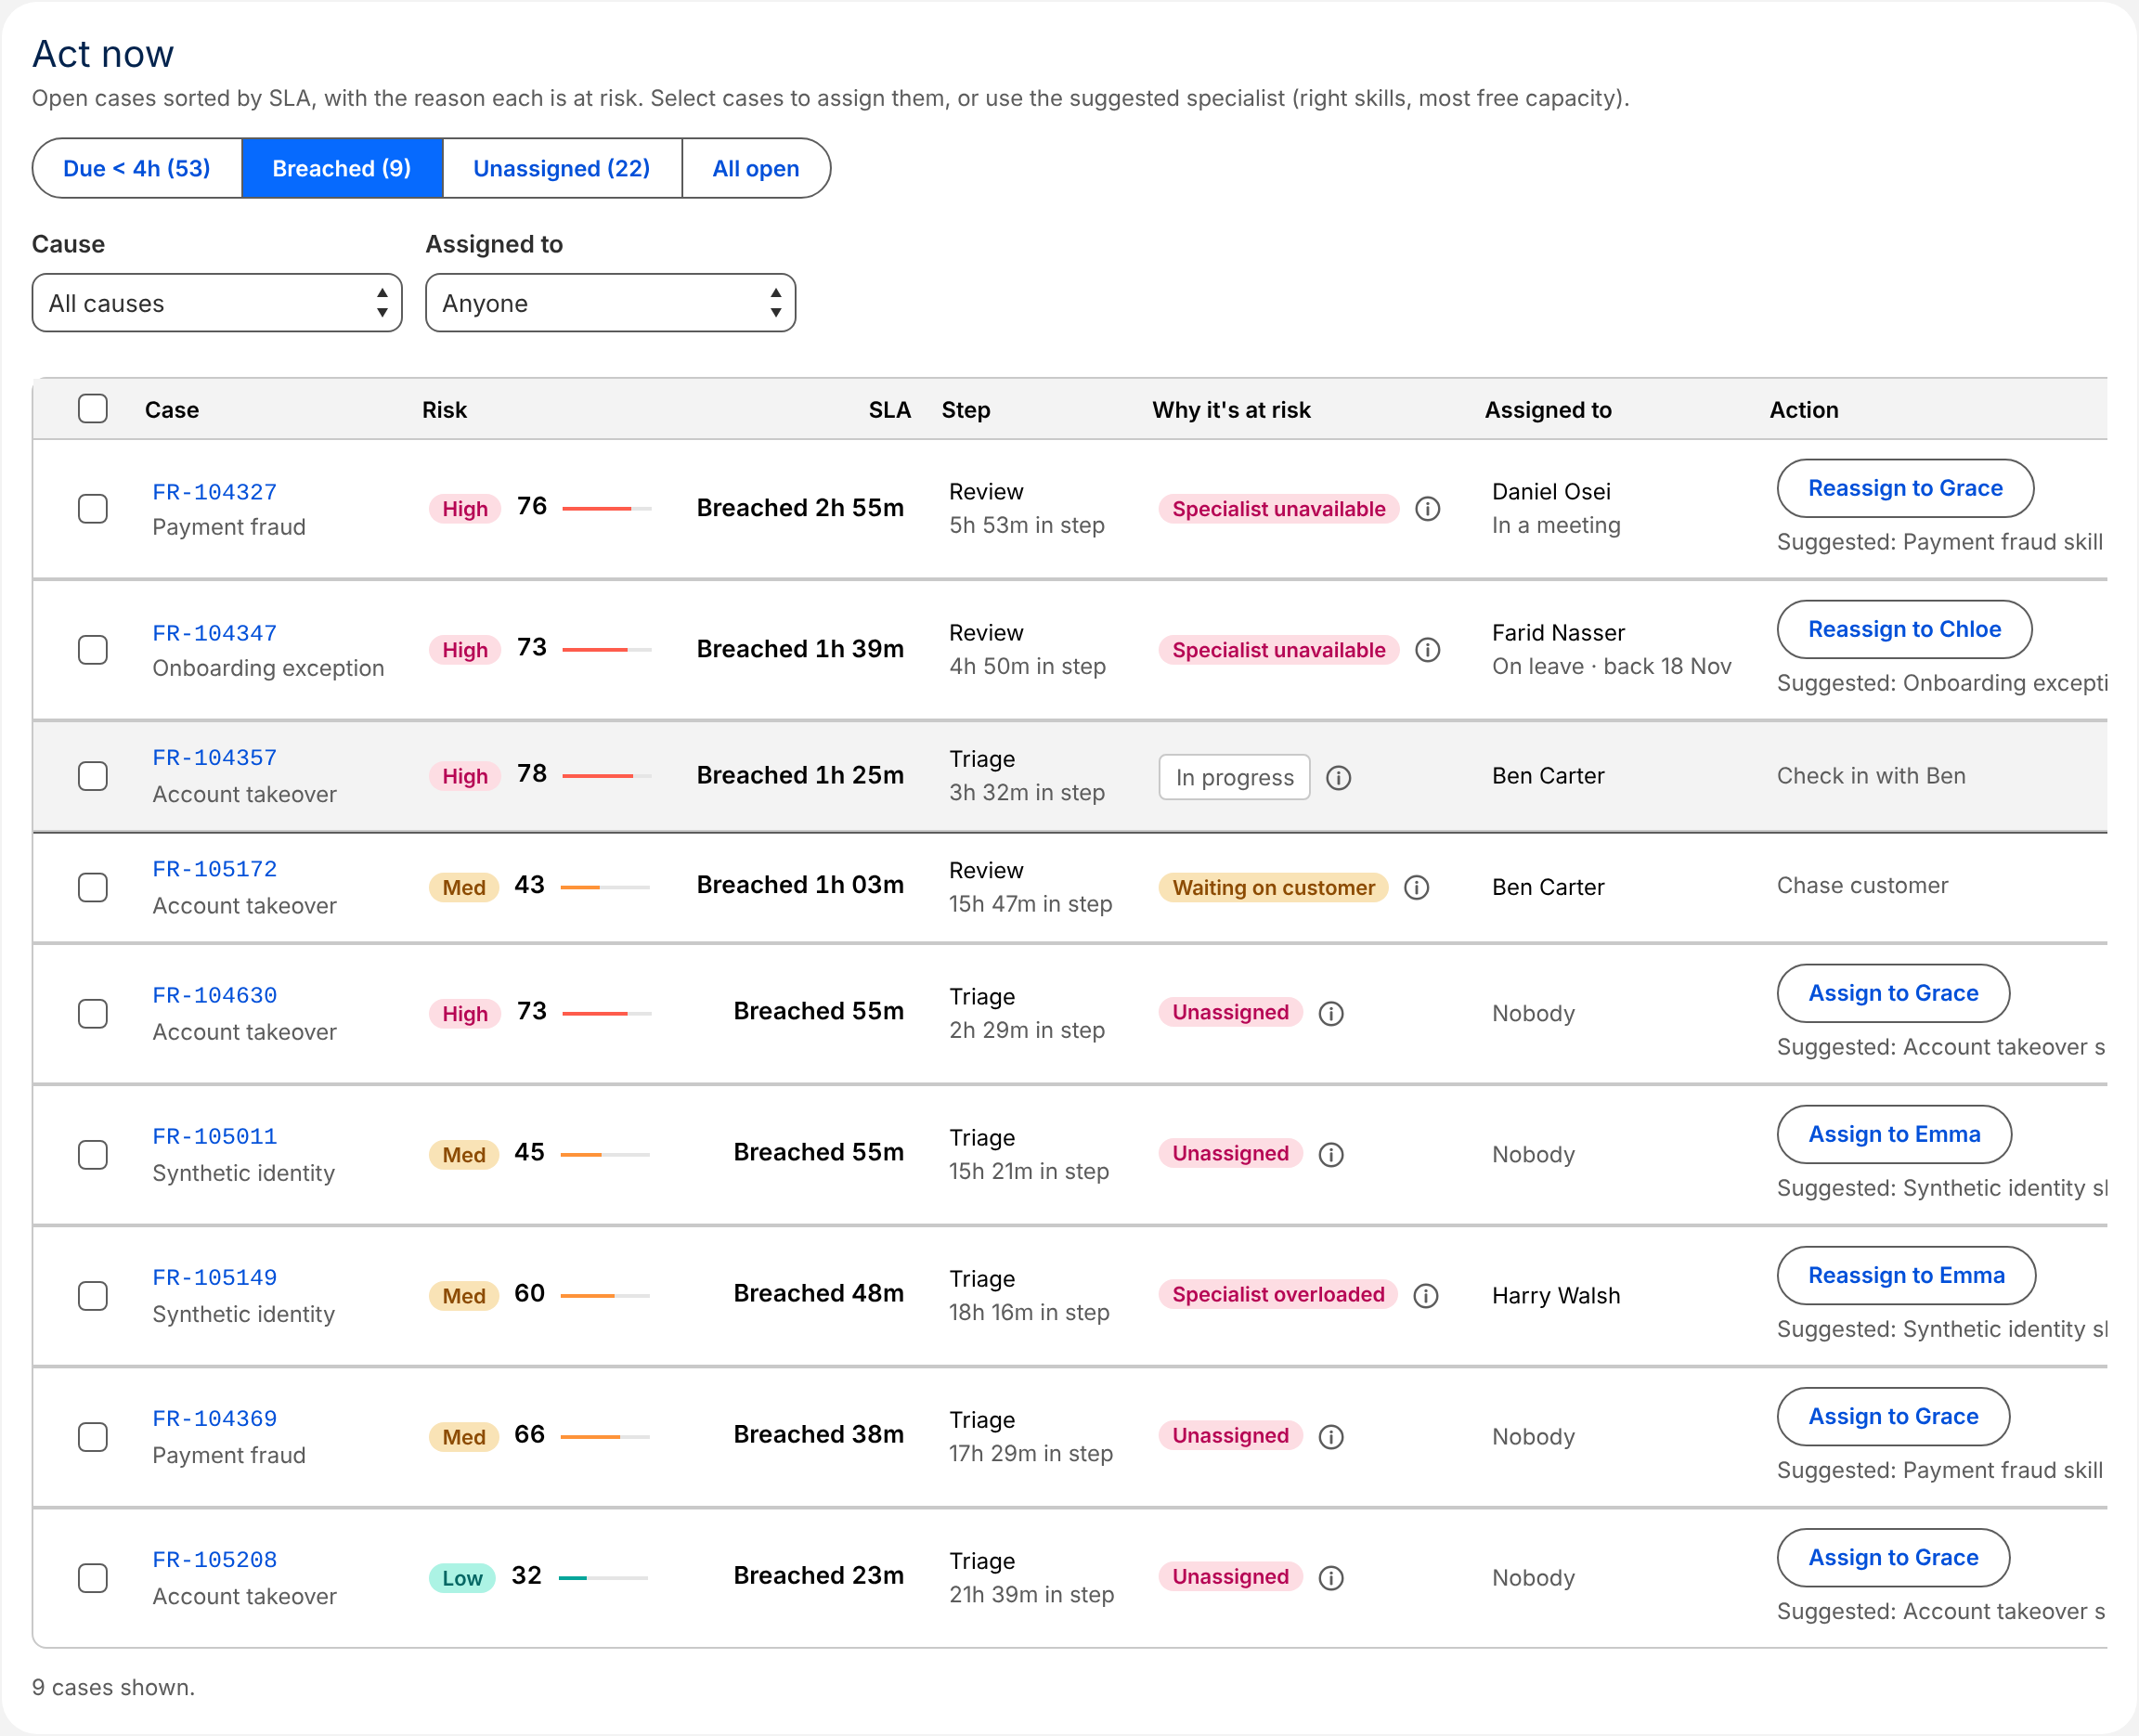 Act now
Open cases sorted by SLA, with the reason each is at risk. Select cases to assign them, or use the suggested specialist (right skills, most free capacity).
Due < 4h (53) Breached (9) Unassigned (22) All open
Cause Assigned to
All causes Anyone
Case Risk SLA Step Why it's at risk Assigned to Action
FR-104327 Payment fraud High 76 Breached 2h 55m Review 5h 53m in step Specialist unavailable Daniel Osei In a meeting Reassign to Grace
Suggested: Payment fraud skill
FR-104347 Onboarding exception High 73 Breached 1h 39m Review 4h 50m in step Specialist unavailable Farid Nasser On leave · back 18 Nov Reassign to Chloe
Suggested: Onboarding excepti
FR-104357 Account takeover High 78 Breached 1h 25m Triage 3h 32m in step In progress Ben Carter Check in with Ben
FR-105172 Account takeover Med 43 Breached 1h 03m Review 15h 47m in step Waiting on customer Ben Carter Chase customer
FR-104630 Account takeover High 73 Breached 55m Triage 2h 29m in step Unassigned Nobody Assign to Grace
Suggested: Account takeover s
FR-105011 Synthetic identity Med 45 Breached 55m Triage 15h 21m in step Unassigned Nobody Assign to Emma
Suggested: Synthetic identity
FR-105149 Synthetic identity Med 60 Breached 48m Triage 18h 16m in step Specialist overloaded Harry Walsh Reassign to Emma
Suggested: Synthetic identity
FR-104369 Payment fraud Med 66 Breached 38m Triage 17h 29m in step Unassigned Nobody Assign to Grace
Suggested: Payment fraud skill
FR-105208 Account takeover Low 32 Breached 23m Triage 21h 39m in step Unassigned Nobody Assign to Grace
Suggested: Account takeover s
9 cases shown.